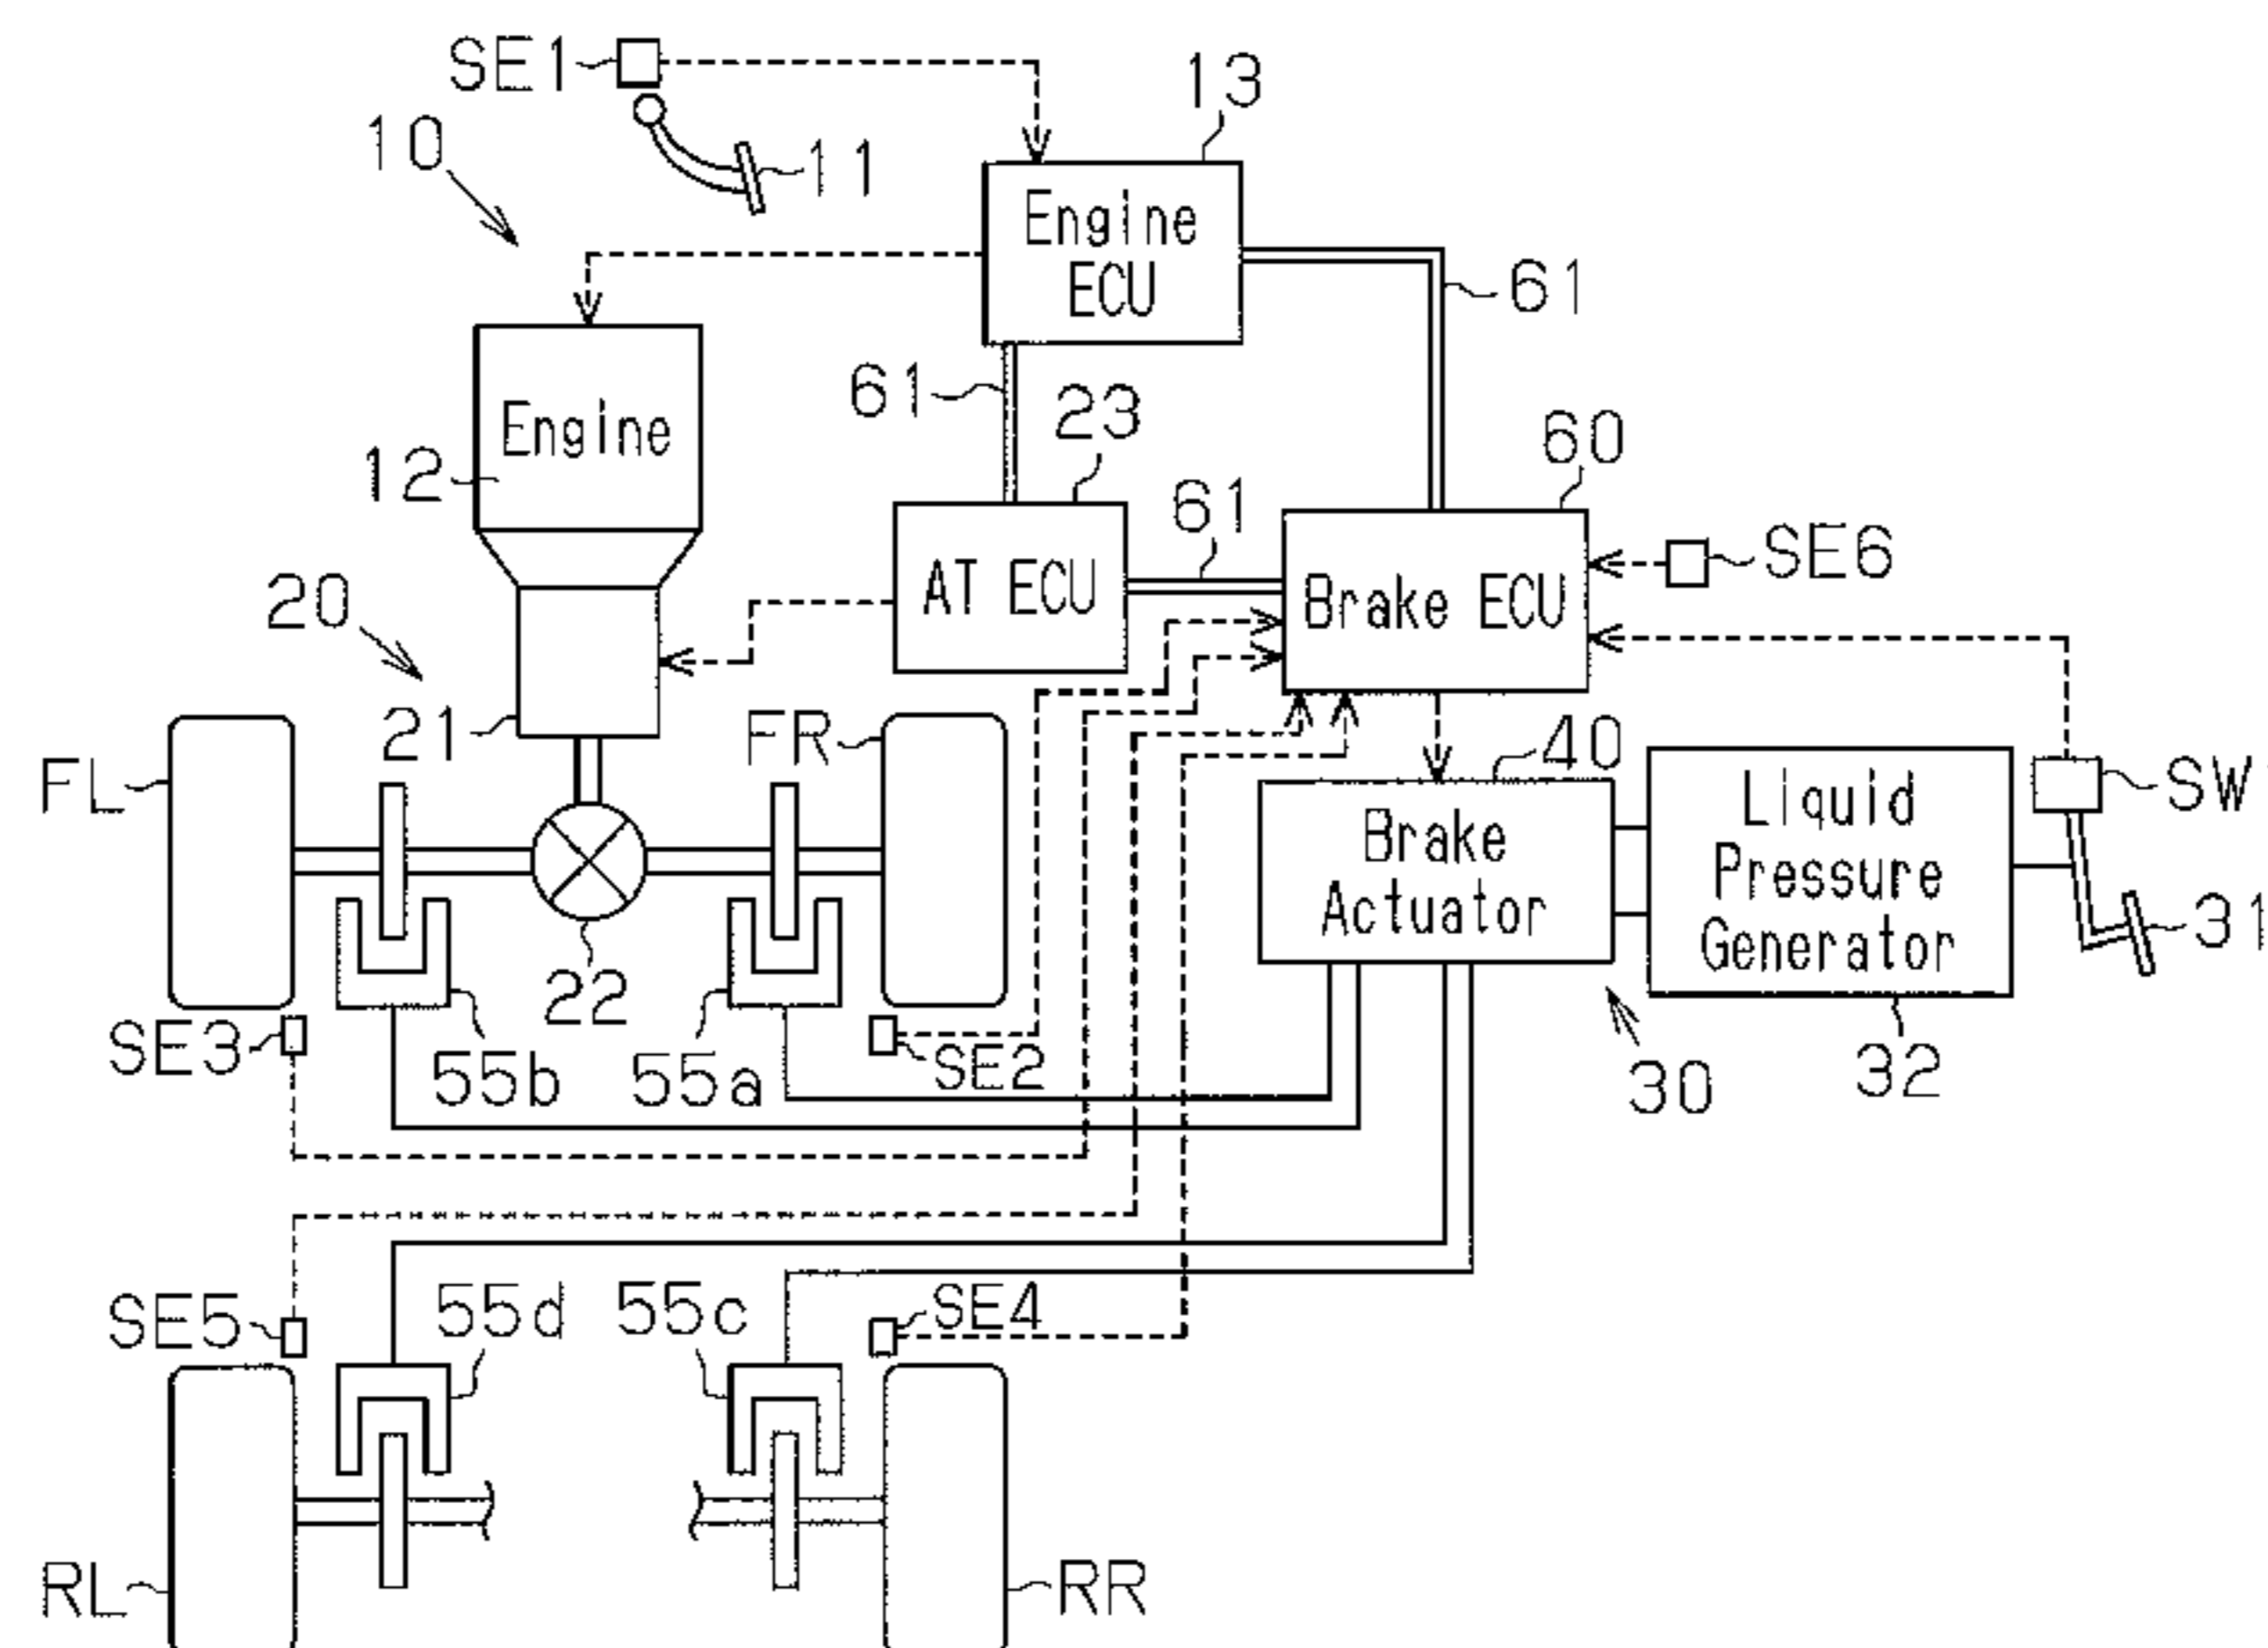 SE1
13
10
11
Engine
ECU
61
61
23
Engine
12
60
61
SE6
AT ECU
Brake ECU
20
21
FR
40
FL
SW
Liquid
Pressure
Generator
Brake
Actuator
31
22
SE3
55b
55a
SE2
30
32
SE5
55d
55c
SE4
RL
RR